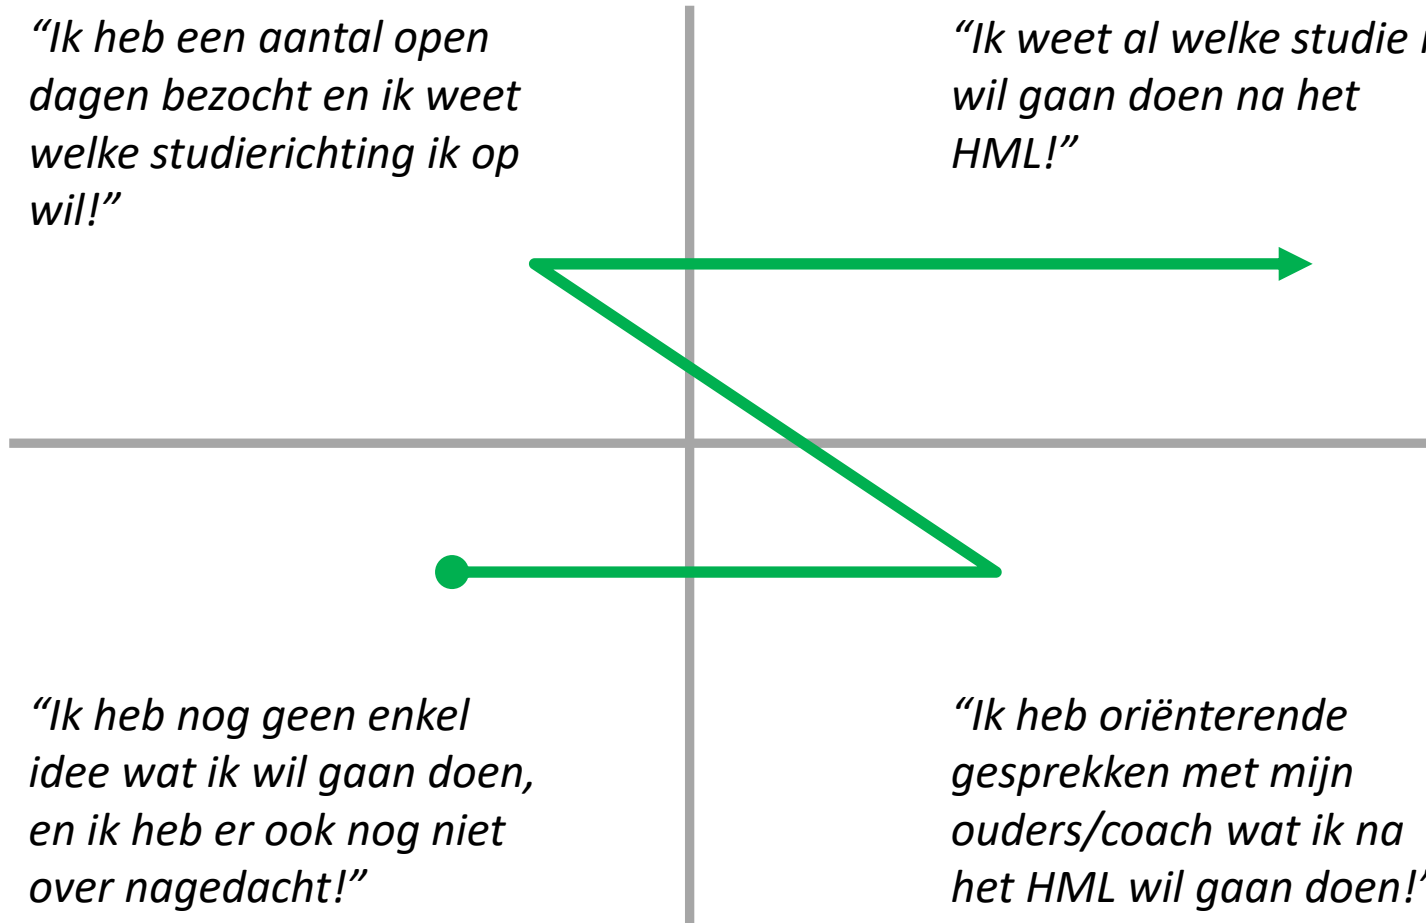 “Ik heb een aantal open
dagen bezocht en ik weet
welke studierichting ik op
wil!”
“Ik weet al welke studie
wil gaan doen na het
HML!”
“Ik heb nog geen enkel
idee wat ik wil gaan doen,
en ik heb er ook nog niet
over nagedacht!”
“Ik heb oriënterende
gesprekken met mijn
ouders/coach wat ik na
het HML wil gaan doen!”